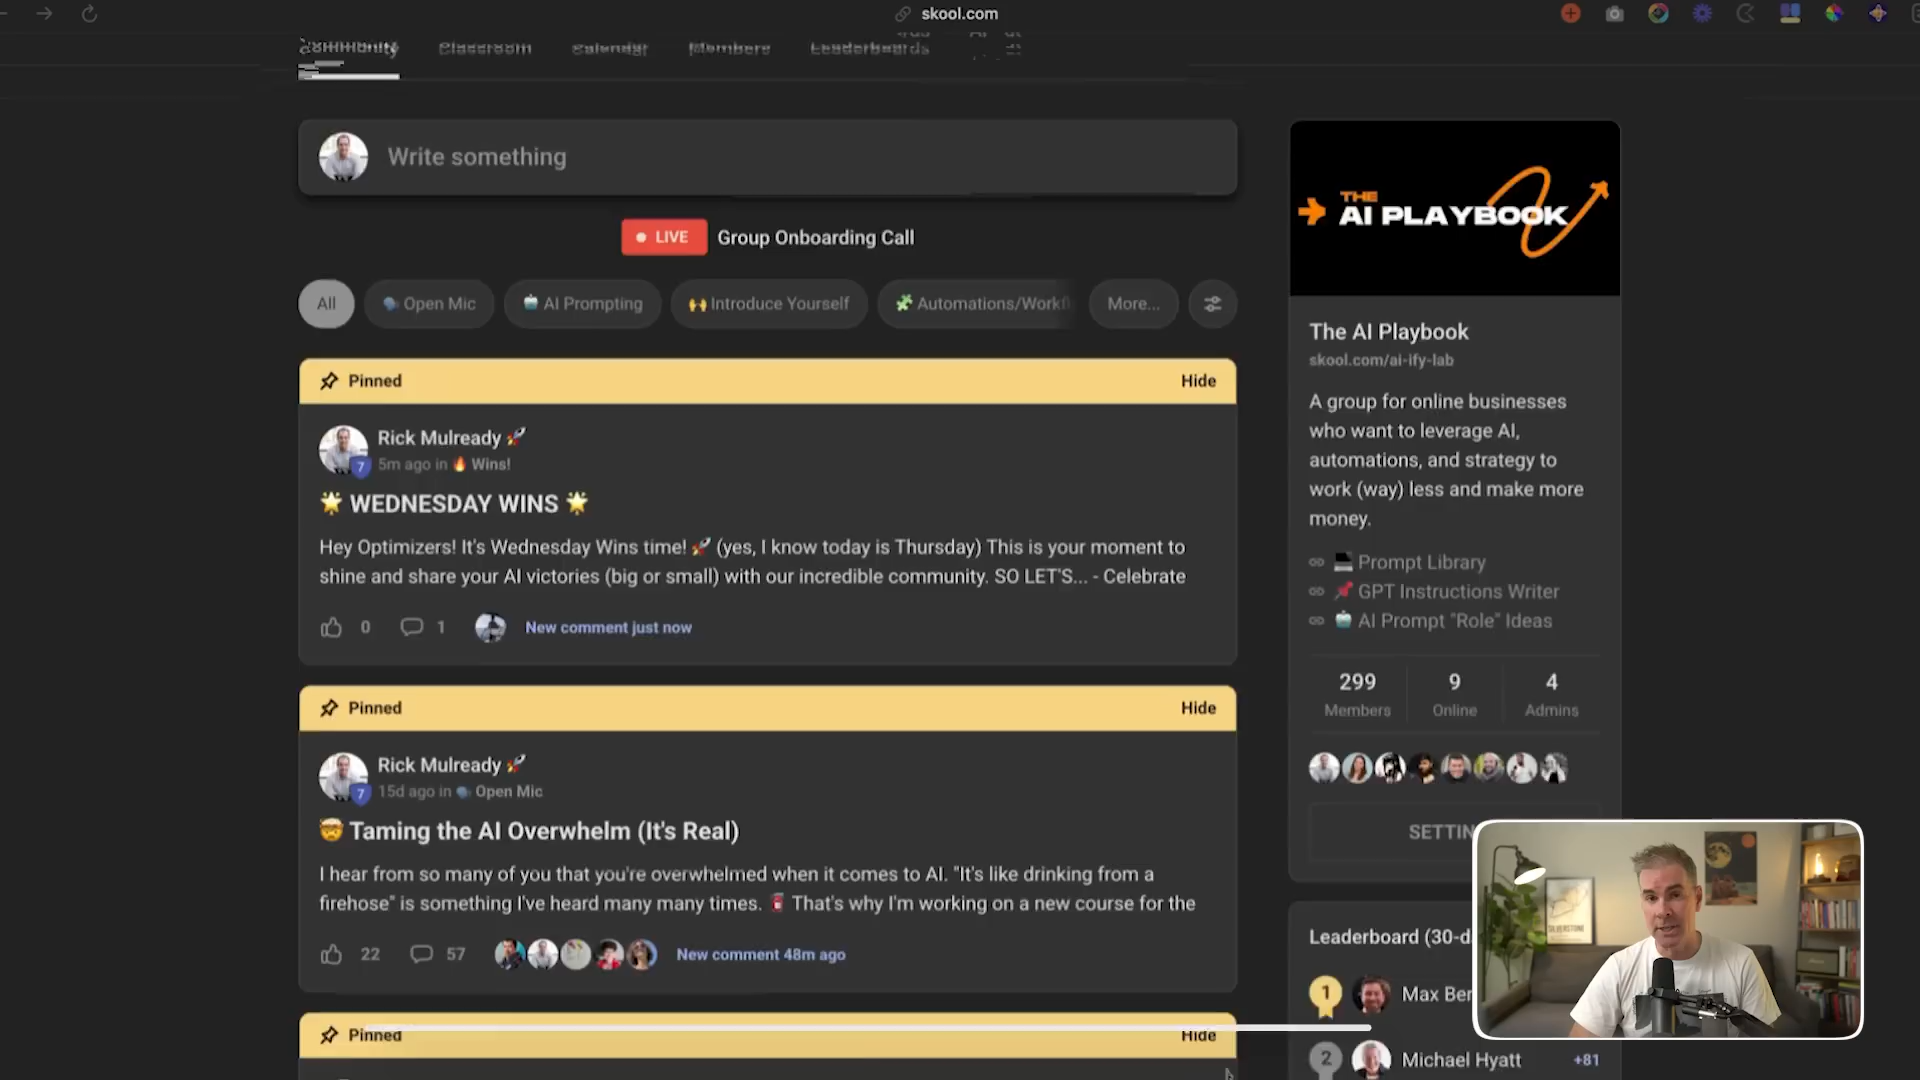 skool.com
Community Classroom Calendar Members Leaderboards
Write something
LIVE Group Onboarding Call
All Open Mic AI Prompting Introduce Yourself Automations/Workfl More...
Pinned Hide
Rick Mulready
7 5m ago in Wins!
WEDNESDAY WINS
Hey Optimizers! It's Wednesday Wins time! (yes, I know today is Thursday) This is your moment to
shine and share your AI victories (big or small) with our incredible community. SO LET'S... - Celebrate
0 1 New comment just now
Pinned Hide
Rick Mulready
7 15d ago in Open Mic
Taming the AI Overwhelm (It's Real)
I hear from so many of you that you're overwhelmed when it comes to AI. "It's like drinking from a
firehose" is something I've heard many many times. That's why I'm working on a new course for the
22 57 New comment 48m ago
Pinned Hide
THE
AI PLAYBOOK
The AI Playbook
skool.com/ai-ify-lab
A group for online businesses
who want to leverage AI,
automations, and strategy to
work (way) less and make more
money.
Prompt Library
GPT Instructions Writer
AI Prompt "Role" Ideas
299 9 4
Members Online Admins
SETTIN
Leaderboard (30-d
1 Max Ber
2 Michael Hyatt +81
SILVERSTONE